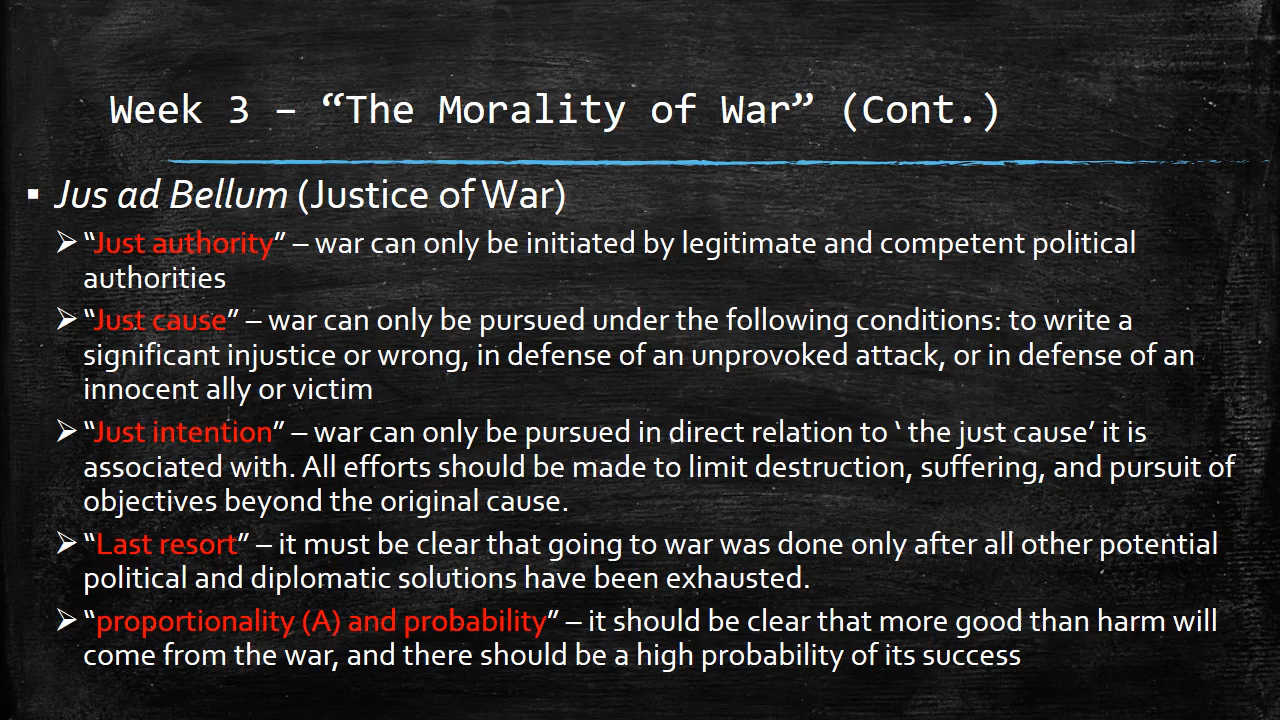 Week 3 – “The Morality of War” (Cont.)
▪ Jus ad Bellum (Justice of War)
➢ “Just authority” – war can only be initiated by legitimate and competent political
authorities
➢ “Just cause” – war can only be pursued under the following conditions: to write a
significant injustice or wrong, in defense of an unprovoked attack, or in defense of an
innocent ally or victim
➢ “Just intention” – war can only be pursued in direct relation to ‘ the just cause’ it is
associated with. All efforts should be made to limit destruction, suffering, and pursuit of
objectives beyond the original cause.
➢ “Last resort” – it must be clear that going to war was done only after all other potential
political and diplomatic solutions have been exhausted.
➢ “proportionality (A) and probability” – it should be clear that more good than harm will
come from the war, and there should be a high probability of its success